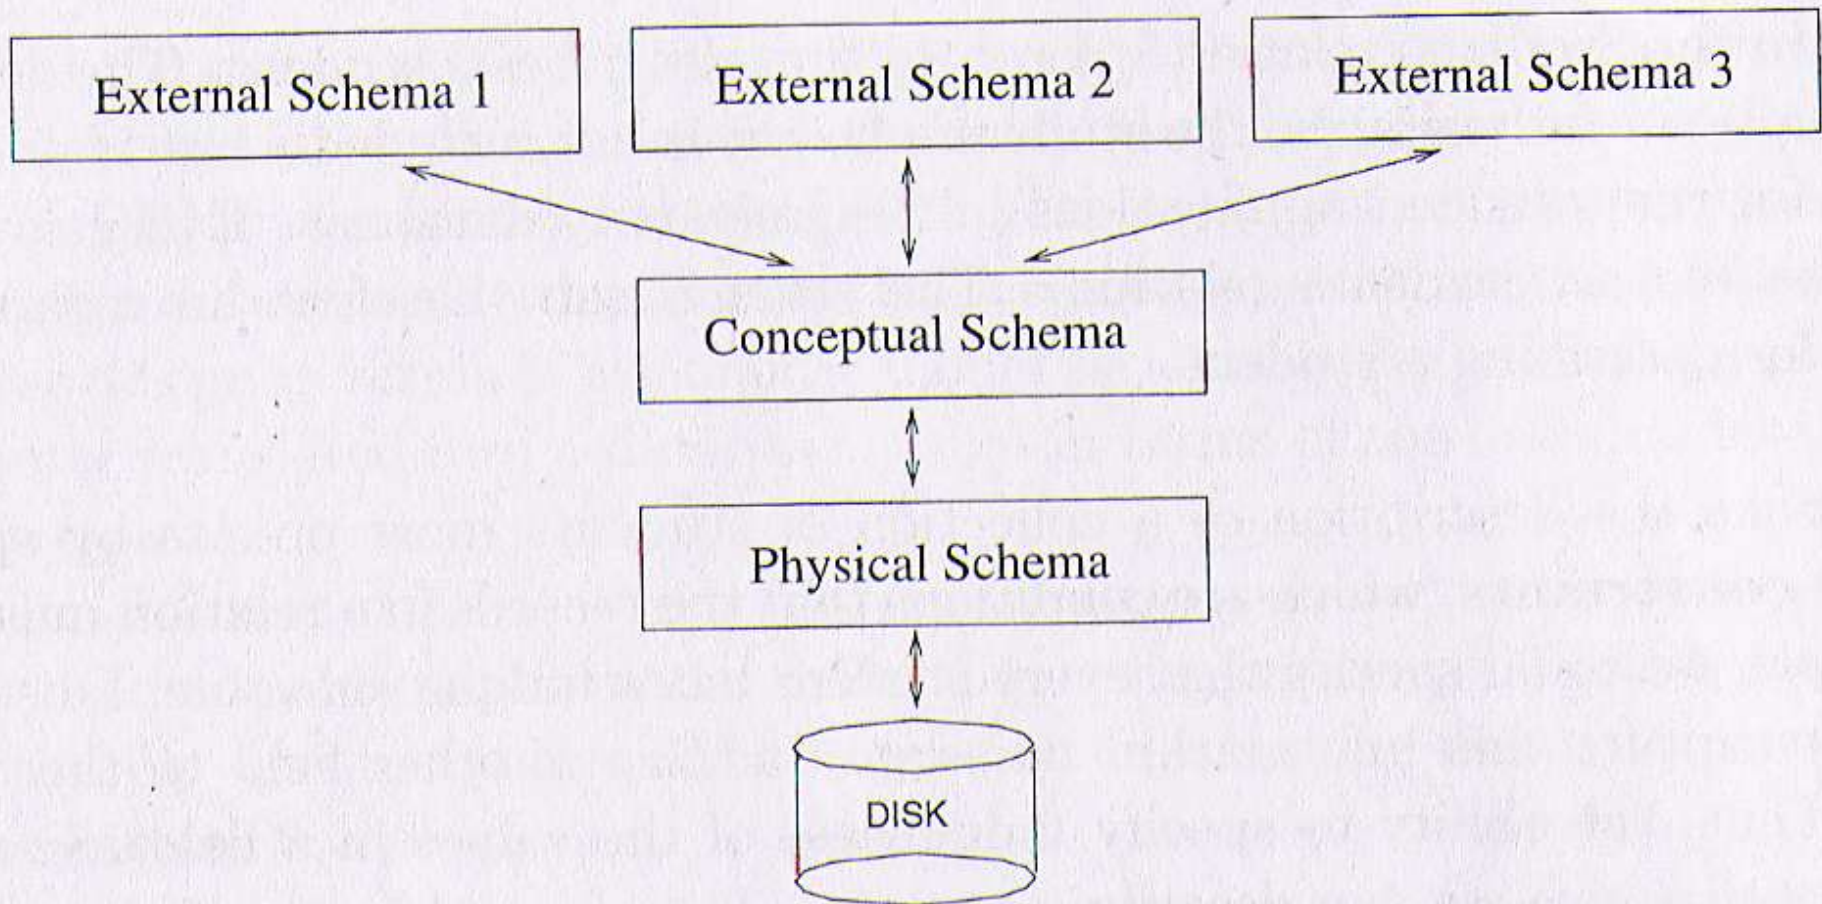 External Schema 1
External Schema 2
External Schema 3
Conceptual Schema
Physical Schema
DISK